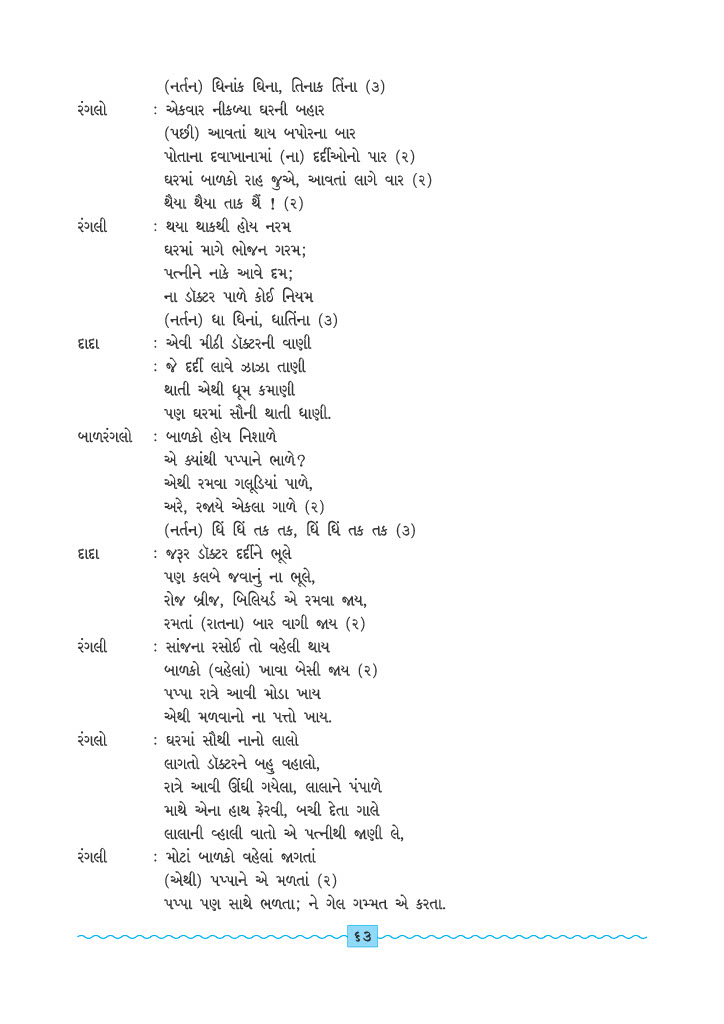 (નર્તન) ધિનાંક ધિના, તિનાક તિંના (૩)
રંગલો : એકવાર નીકળ્યા ઘરની બહાર
(પછી) આવતાં થાય બપોરના બાર
પોતાના દવાખાનામાં (ના) દર્દીઓનો પાર (૨)
ઘરમાં બાળકો રાહ જુએ, આવતાં લાગે વાર (૨)
થૈયા થૈયા તાક થૈં ! (૨)
રંગલી : થયા થાકથી હોય નરમ
ઘરમાં માગે ભોજન ગરમ;
પત્નીને નાકે આવે દમ;
ના ડૉક્ટર પાળે કોઈ નિયમ
(નર્તન) ધા ધિનાં, ધાતિંના (૩)
દાદા : એવી મીઠી ડૉક્ટરની વાણી
: જે દર્દી લાવે ઝાઝા તાણી
થાતી એથી ધૂમ કમાણી
પણ ઘરમાં સૌની થાતી ધાણી.
બાળરંગલો : બાળકો હોય નિશાળે
એ ક્યાંથી પપ્પાને ભાળે?
એથી રમવા ગલૂડિયાં પાળે,
અરે, રજાયે એકલા ગાળે (૨)
(નર્તન) ધિં ધિં તક તક, ધિં ધિં તક તક (૩)
દાદા : જરૂર ડૉક્ટર દર્દીને ભૂલે
પણ કલબે જવાનું ના ભૂલે,
રોજ બ્રીજ, બિલિયર્ડ એ રમવા જાય,
રમતાં (રાતના) બાર વાગી જાય (૨)
રંગલી : સાંજના રસોઈ તો વહેલી થાય
બાળકો (વહેલાં) ખાવા બેસી જાય (૨)
પપ્પા રાત્રે આવી મોડા ખાય
એથી મળવાનો ના પત્તો ખાય.
રંગલો : ઘરમાં સૌથી નાનો લાલો
લાગતો ડૉક્ટરને બહુ વહાલો,
રાત્રે આવી ઊંઘી ગયેલા, લાલાને પંપાળે
માથે એના હાથ ફેરવી, બચી દેતા ગાલે
લાલાની વ્હાલી વાતો એ પત્નીથી જાણી લે,
રંગલી : મોટાં બાળકો વહેલાં જાગતાં
(એથી) પપ્પાને એ મળતાં (૨)
પપ્પા પણ સાથે ભળતા; ને ગેલ ગમ્મત એ કરતા.
૬૩